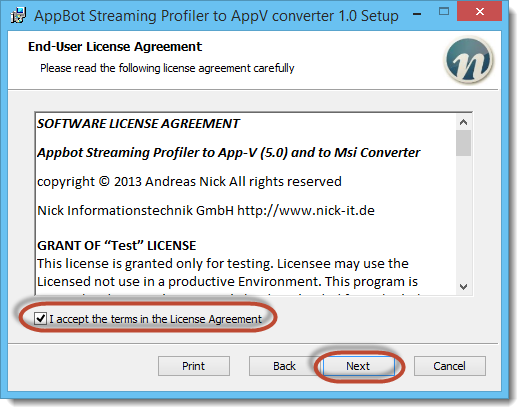 AppBot Streaming Profiler to AppV converter 1.0 Setup
End-User License Agreement
Please read the following license agreement carefully
n
SOFTWARE LICENSE AGREEMENT
Appbot Streaming Profiler to App-V (5.0) and to Msi Converter
copyright © 2013 Andreas Nick All rights reserved
Nick Informationstechnik GmbH http://www.nick-it.de
GRANT OF “Test” LICENSE
This license is granted only for testing. Licensee may use the
Licensed not use in a productive Environment. This program is
I accept the terms in the License Agreement
Print
Back
Next
Cancel